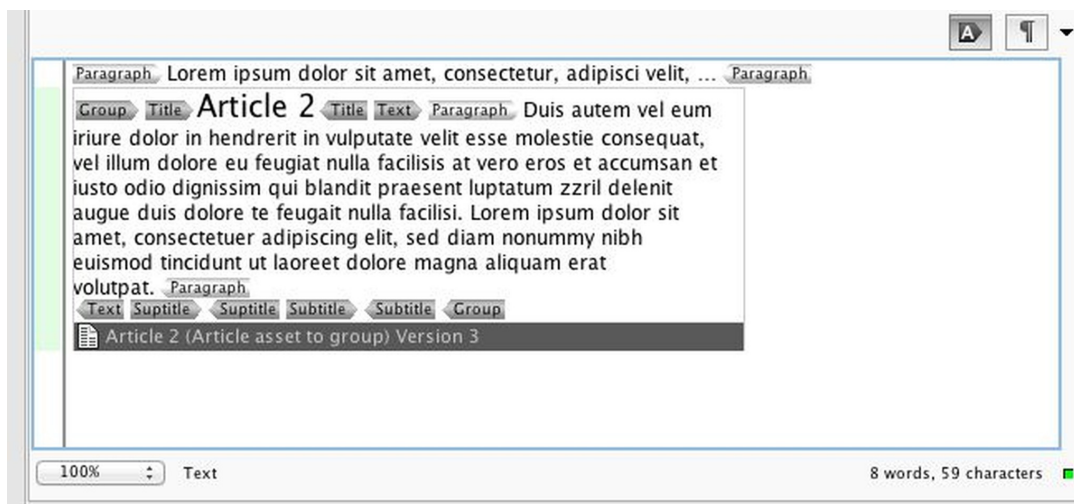 A ¶
Paragraph Lorem ipsum dolor sit amet, consectetur, adipisci velit, ... Paragraph
Group Title Article 2 Title Text Paragraph Duis autem vel eum
iriure dolor in hendrerit in vulputate velit esse molestie consequat,
vel illum dolore eu feugiat nulla facilisis at vero eros et accumsan et
iusto odio dignissim qui blandit praesent luptatum zzril delenit
augue duis dolore te feugait nulla facilisi. Lorem ipsum dolor sit
amet, consectetuer adipiscing elit, sed diam nonummy nibh
euismod tincidunt ut laoreet dolore magna aliquam erat
volutpat. Paragraph
Text Suptitle Suptitle Subtitle Subtitle Group
Article 2 (Article asset to group) Version 3
100% Text 8 words, 59 characters